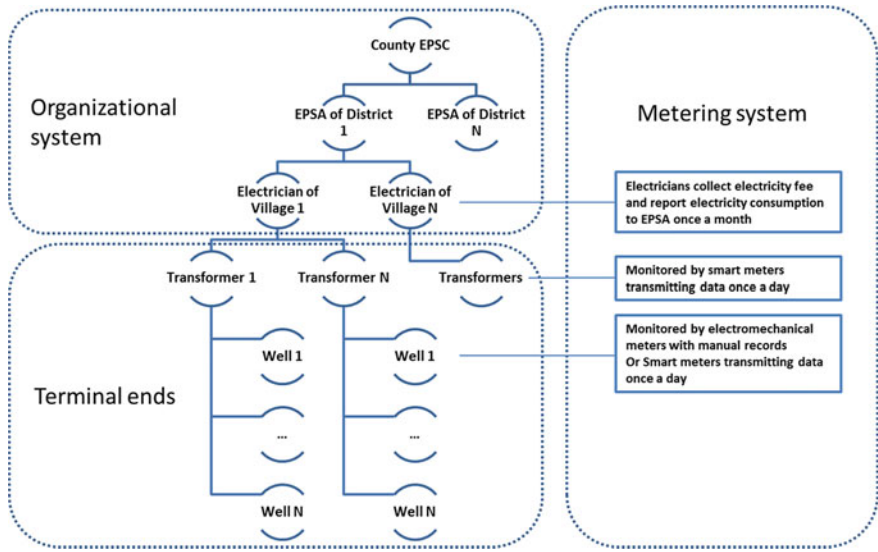 County EPSC
Organizational
system
EPSA of District
1
EPSA of District
N
Electrician of
Village 1
Electrician of
Village N
Metering system
Electricians collect electricity fee
and report electricity consumption
to EPSA once a month
Terminal ends
Transformer 1
Transformer N
Transformers
Monitored by smart meters
transmitting data once a day
Monitored by electromechanical
meters with manual records
Or Smart meters transmitting data
once a day
Well 1
...
Well N
Well 1
...
Well N